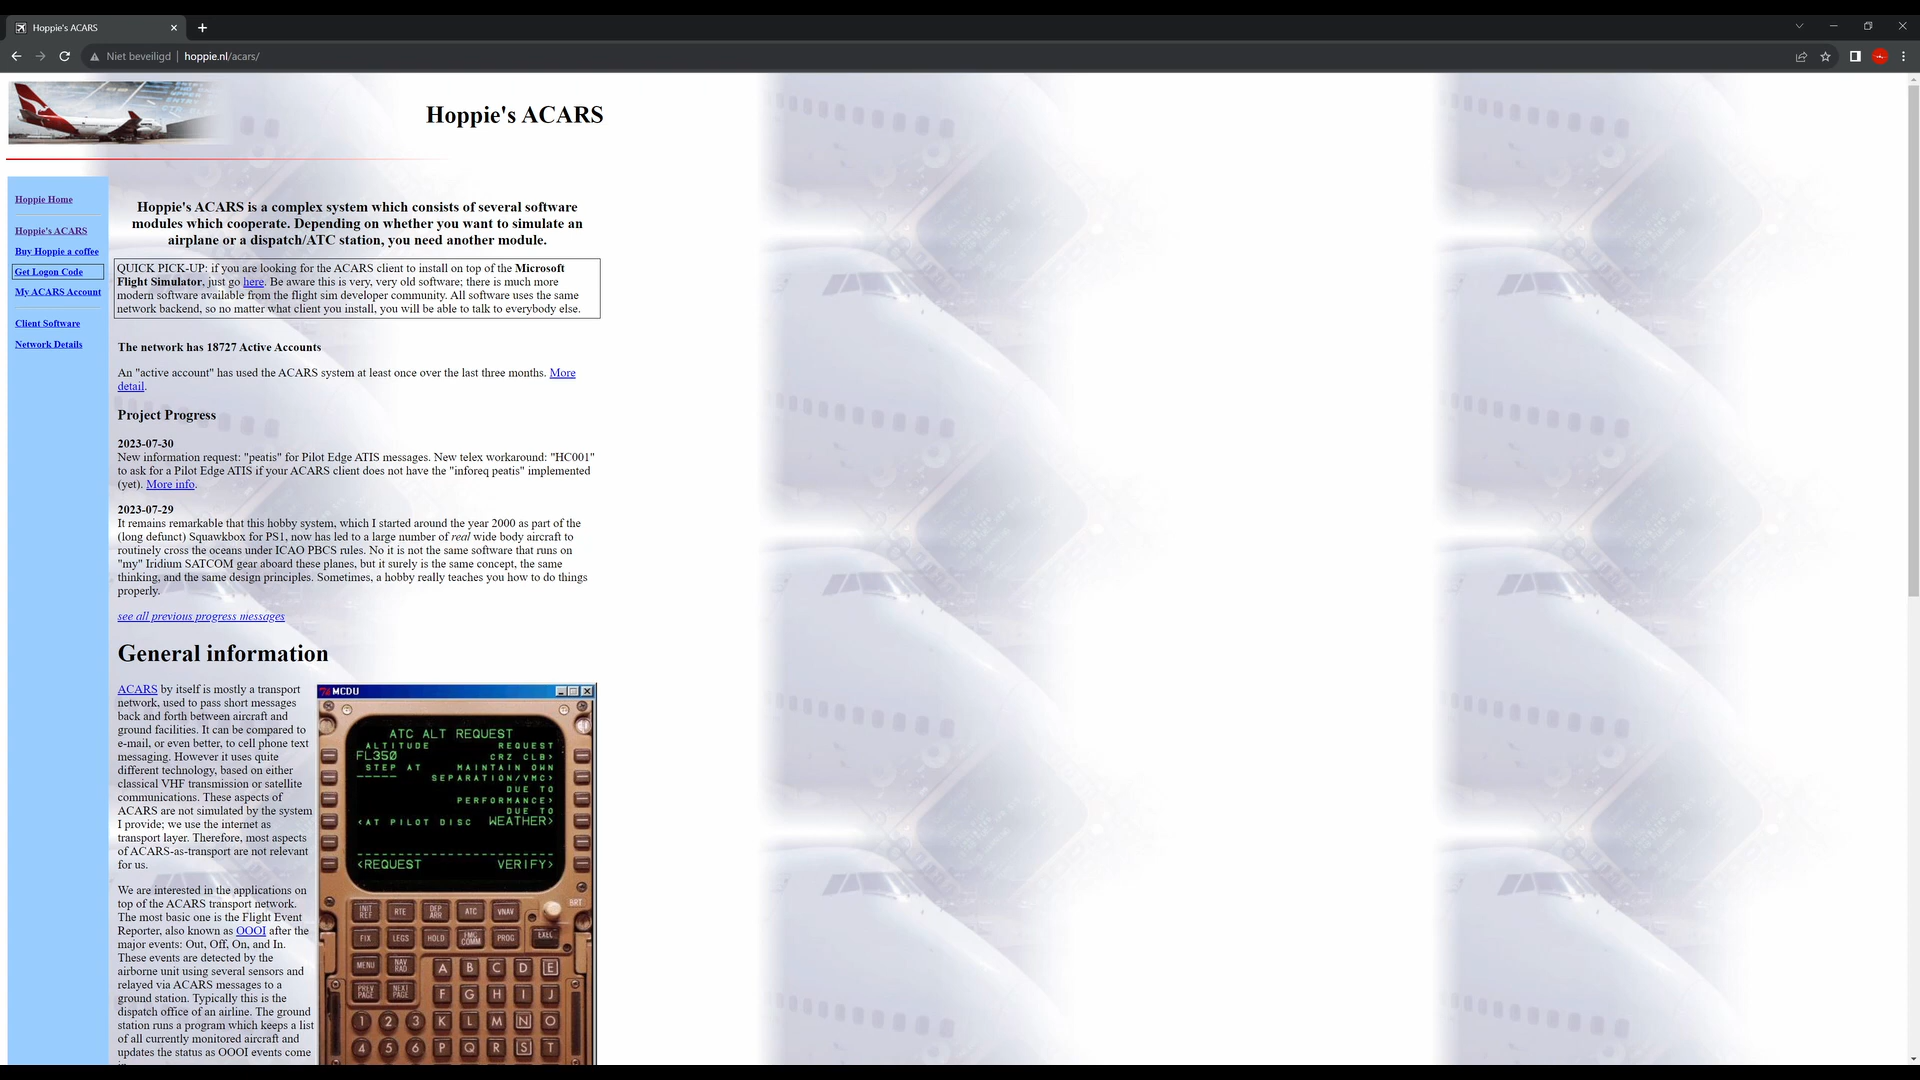 Hoppie's ACARS
Niet beveiligd | hoppie.nl/acars/
Hoppie's ACARS
Hoppie Home
Hoppie's ACARS
Buy Hoppie a coffee
Get Logon Code
My ACARS Account
Client Software
Network Details
Hoppie's ACARS is a complex system which consists of several software
modules which cooperate. Depending on whether you want to simulate an
airplane or a dispatch/ATC station, you need another module.
QUICK PICK-UP: if you are looking for the ACARS client to install on top of the Microsoft
Flight Simulator, just go here. Be aware this is very, very old software; there is much more
modern software available from the flight sim developer community. All software uses the same
network backend, so no matter what client you install, you will be able to talk to everybody else.
The network has 18727 Active Accounts
An "active account" has used the ACARS system at least once over the last three months. More
detail.
Project Progress
2023-07-30
New information request: "peatis" for Pilot Edge ATIS messages. New telex workaround: "HC001"
to ask for a Pilot Edge ATIS if your ACARS client does not have the "inforeq peatis" implemented
(yet). More info.
2023-07-29
It remains remarkable that this hobby system, which I started around the year 2000 as part of the
(long defunct) Squawkbox for PS1, now has led to a large number of real wide body aircraft to
routinely cross the oceans under ICAO PBCS rules. No it is not the same software that runs on
"my" Iridium SATCOM gear aboard these planes, but it surely is the same concept, the same
thinking, and the same design principles. Sometimes, a hobby really teaches you how to do things
properly.
see all previous progress messages
General information
ACARS by itself is mostly a transport
network, used to pass short messages
back and forth between aircraft and
ground facilities. It can be compared to
e-mail, or even better, to cell phone text
messaging. However it uses quite
different technology, based on either
classical VHF transmission or satellite
communications. These aspects of
ACARS are not simulated by the system
I provide; we use the internet as
transport layer. Therefore, most aspects
of ACARS-as-transport are not relevant
for us.
We are interested in the applications on
top of the ACARS transport network.
The most basic one is the Flight Event
Reporter, also known as OOOI after the
major events: Out, Off, On, and In.
These events are detected by the
airborne unit using several sensors and
relayed via ACARS messages to a
ground station. Typically this is the
dispatch office of an airline. The ground
station runs a program which keeps a list
of all currently monitored aircraft and
updates the status as OOOI events come
MCDU
ATC ALT REQUEST
ALTITUDE REQUEST
FL350 CRZ CLB>
STEP AT MAINTAIN OWN
----- SEPARATION/VMC>
DUE TO
PERFORMANCE>
DUE TO
<AT PILOT DISC WEATHER>
<REQUEST VERIFY>
BRT
INIT REF RTE DEP ARR ATC VNAV
FIX LEGS HOLD FMC COMM PROG EXEC
MENU NAV RAD A B C D E
PREV PAGE NEXT PAGE F G H I J
1 2 3 K L M N O
4 5 6 P Q R S T